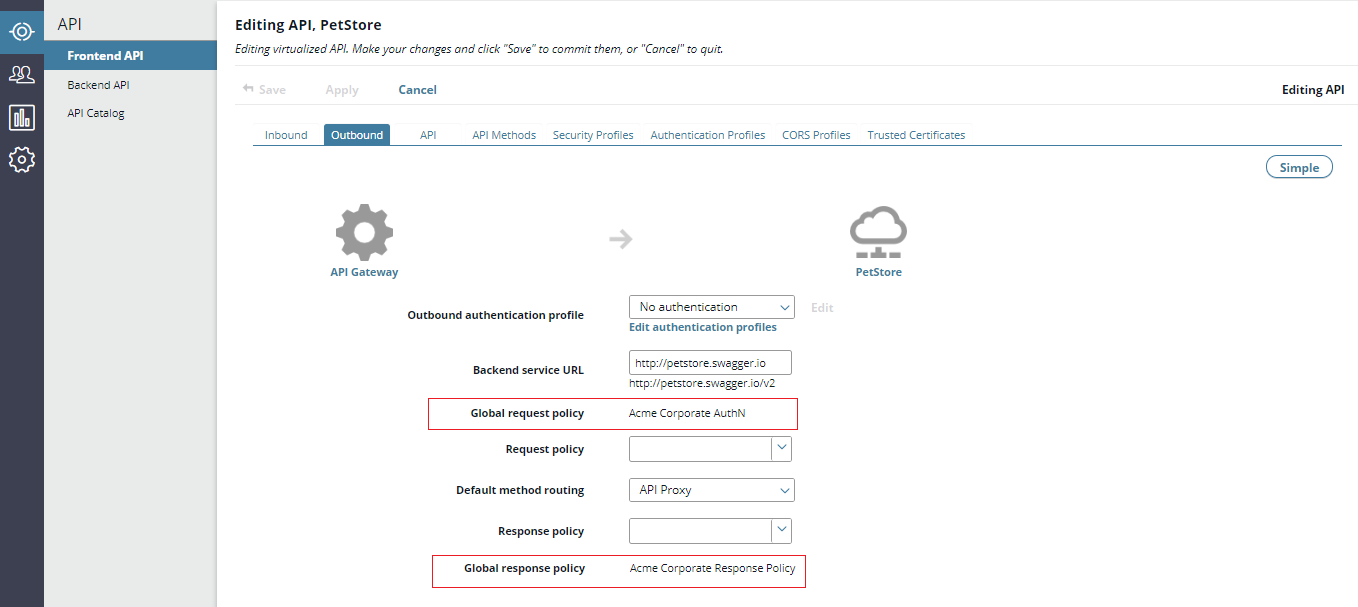 API
Frontend API
Backend API
API Catalog
Editing API, PetStore
Editing virtualized API. Make your changes and click "Save" to commit them, or "Cancel" to quit.
Save Apply Cancel Editing API
Inbound Outbound API API Methods Security Profiles Authentication Profiles CORS Profiles Trusted Certificates
Simple
API Gateway PetStore
Outbound authentication profile No authentication Edit
Edit authentication profiles
Backend service URL http://petstore.swagger.io
http://petstore.swagger.io/v2
Global request policy Acme Corporate AuthN
Request policy
Default method routing API Proxy
Response policy
Global response policy Acme Corporate Response Policy